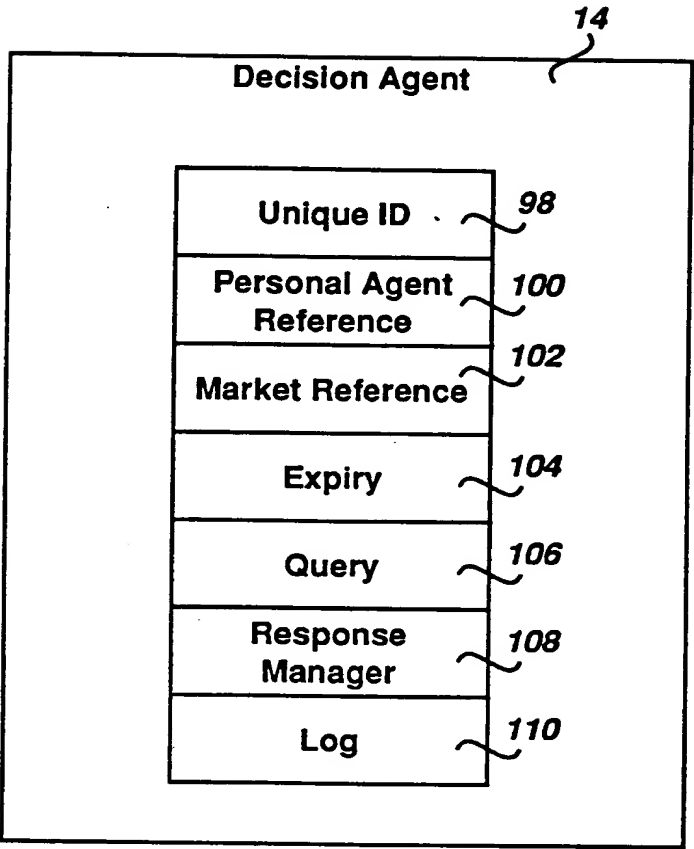 14
Decision Agent
Unique ID
98
Personal Agent
Reference
100
102
Market Reference
Expiry
104
Query
106
Response
Manager
108
Log
110